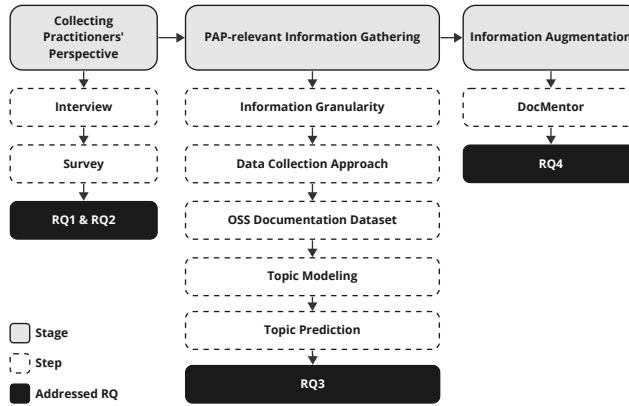 Collecting
Practitioners'
Perspective
PAP-relevant Information Gathering
Information Augmentation
Interview
Information Granularity
DocMentor
Survey
Data Collection Approach
RQ4
RQ1 & RQ2
OSS Documentation Dataset
Topic Modeling
Topic Prediction
RQ3
Stage
Step
Addressed RQ